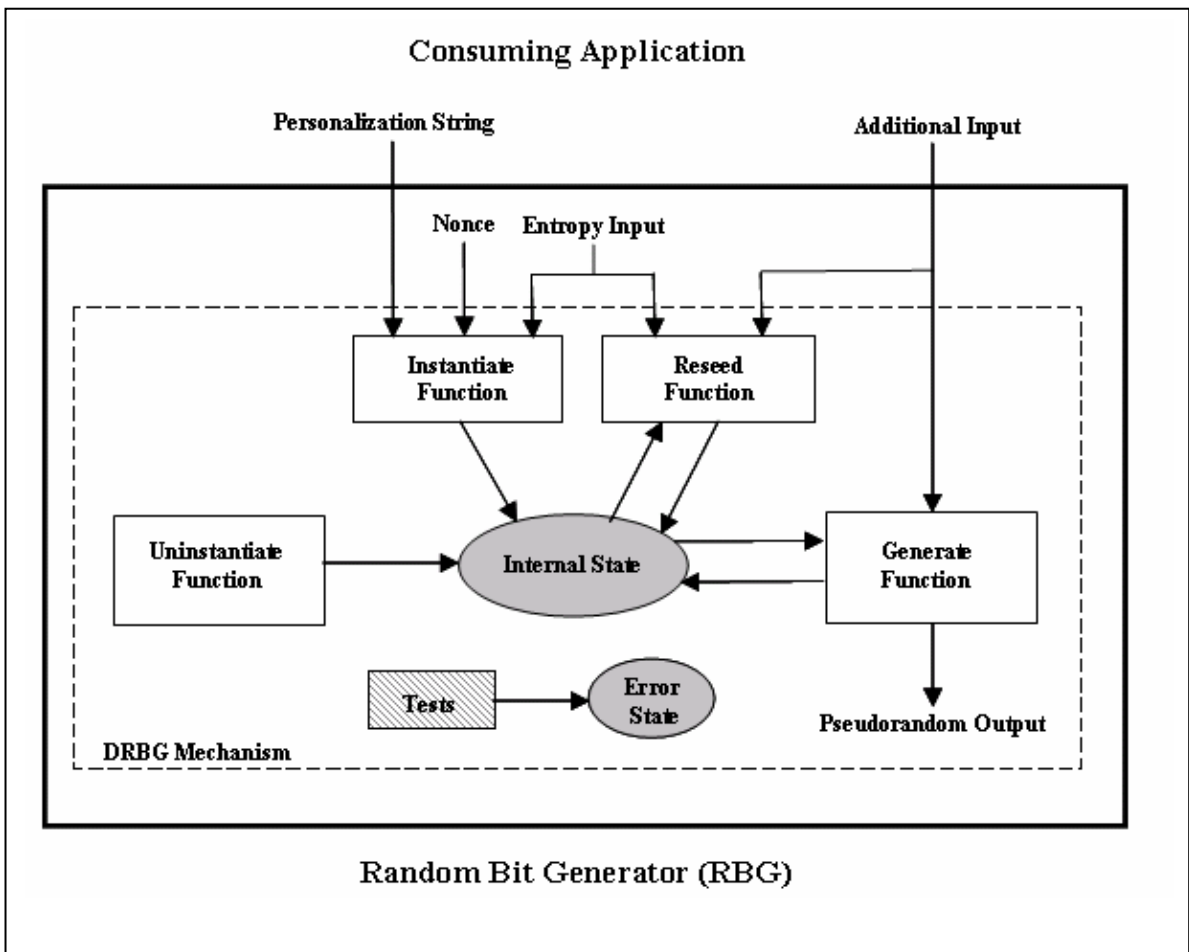 Consuming Application
Personalization String
Additional Input
Nonce
Entropy Input
Instantiate
Function
Reseed
Function
Uninstantiate
Function
Internal State
Generate
Function
Tests
Error
State
Pseudorandom Output
DRBG Mechanism
Random Bit Generator (RBG)